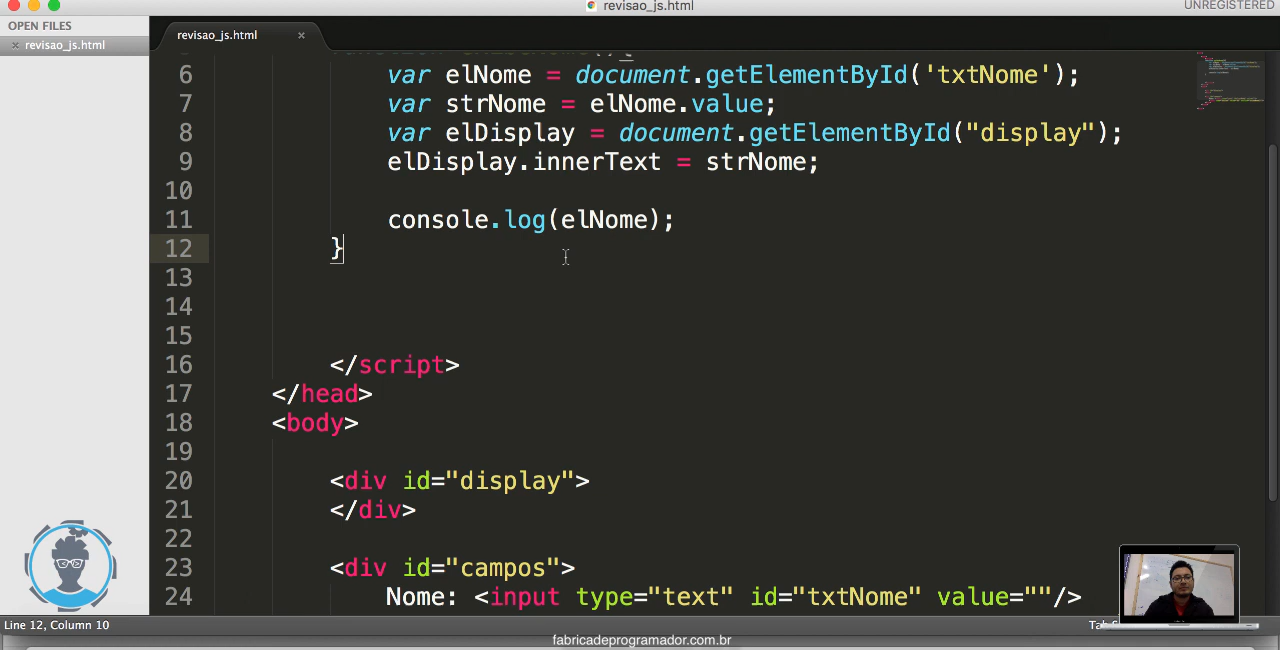 revisao_js.html
UNREGISTERED
OPEN FILES
revisao_js.html
revisao_js.html
6 var elNome = document.getElementById('txtNome');
7 var strNome = elNome.value;
8 var elDisplay = document.getElementById("display");
9 elDisplay.innerText = strNome;
10
11 console.log(elNome);
12 }
13
14
15
16 </script>
17 </head>
18 <body>
19
20 <div id="display">
21 </div>
22
23 <div id="campos">
24 Nome: <input type="text" id="txtNome" value=""/>
Line 12, Column 10
fabricadeprogramador.com.br